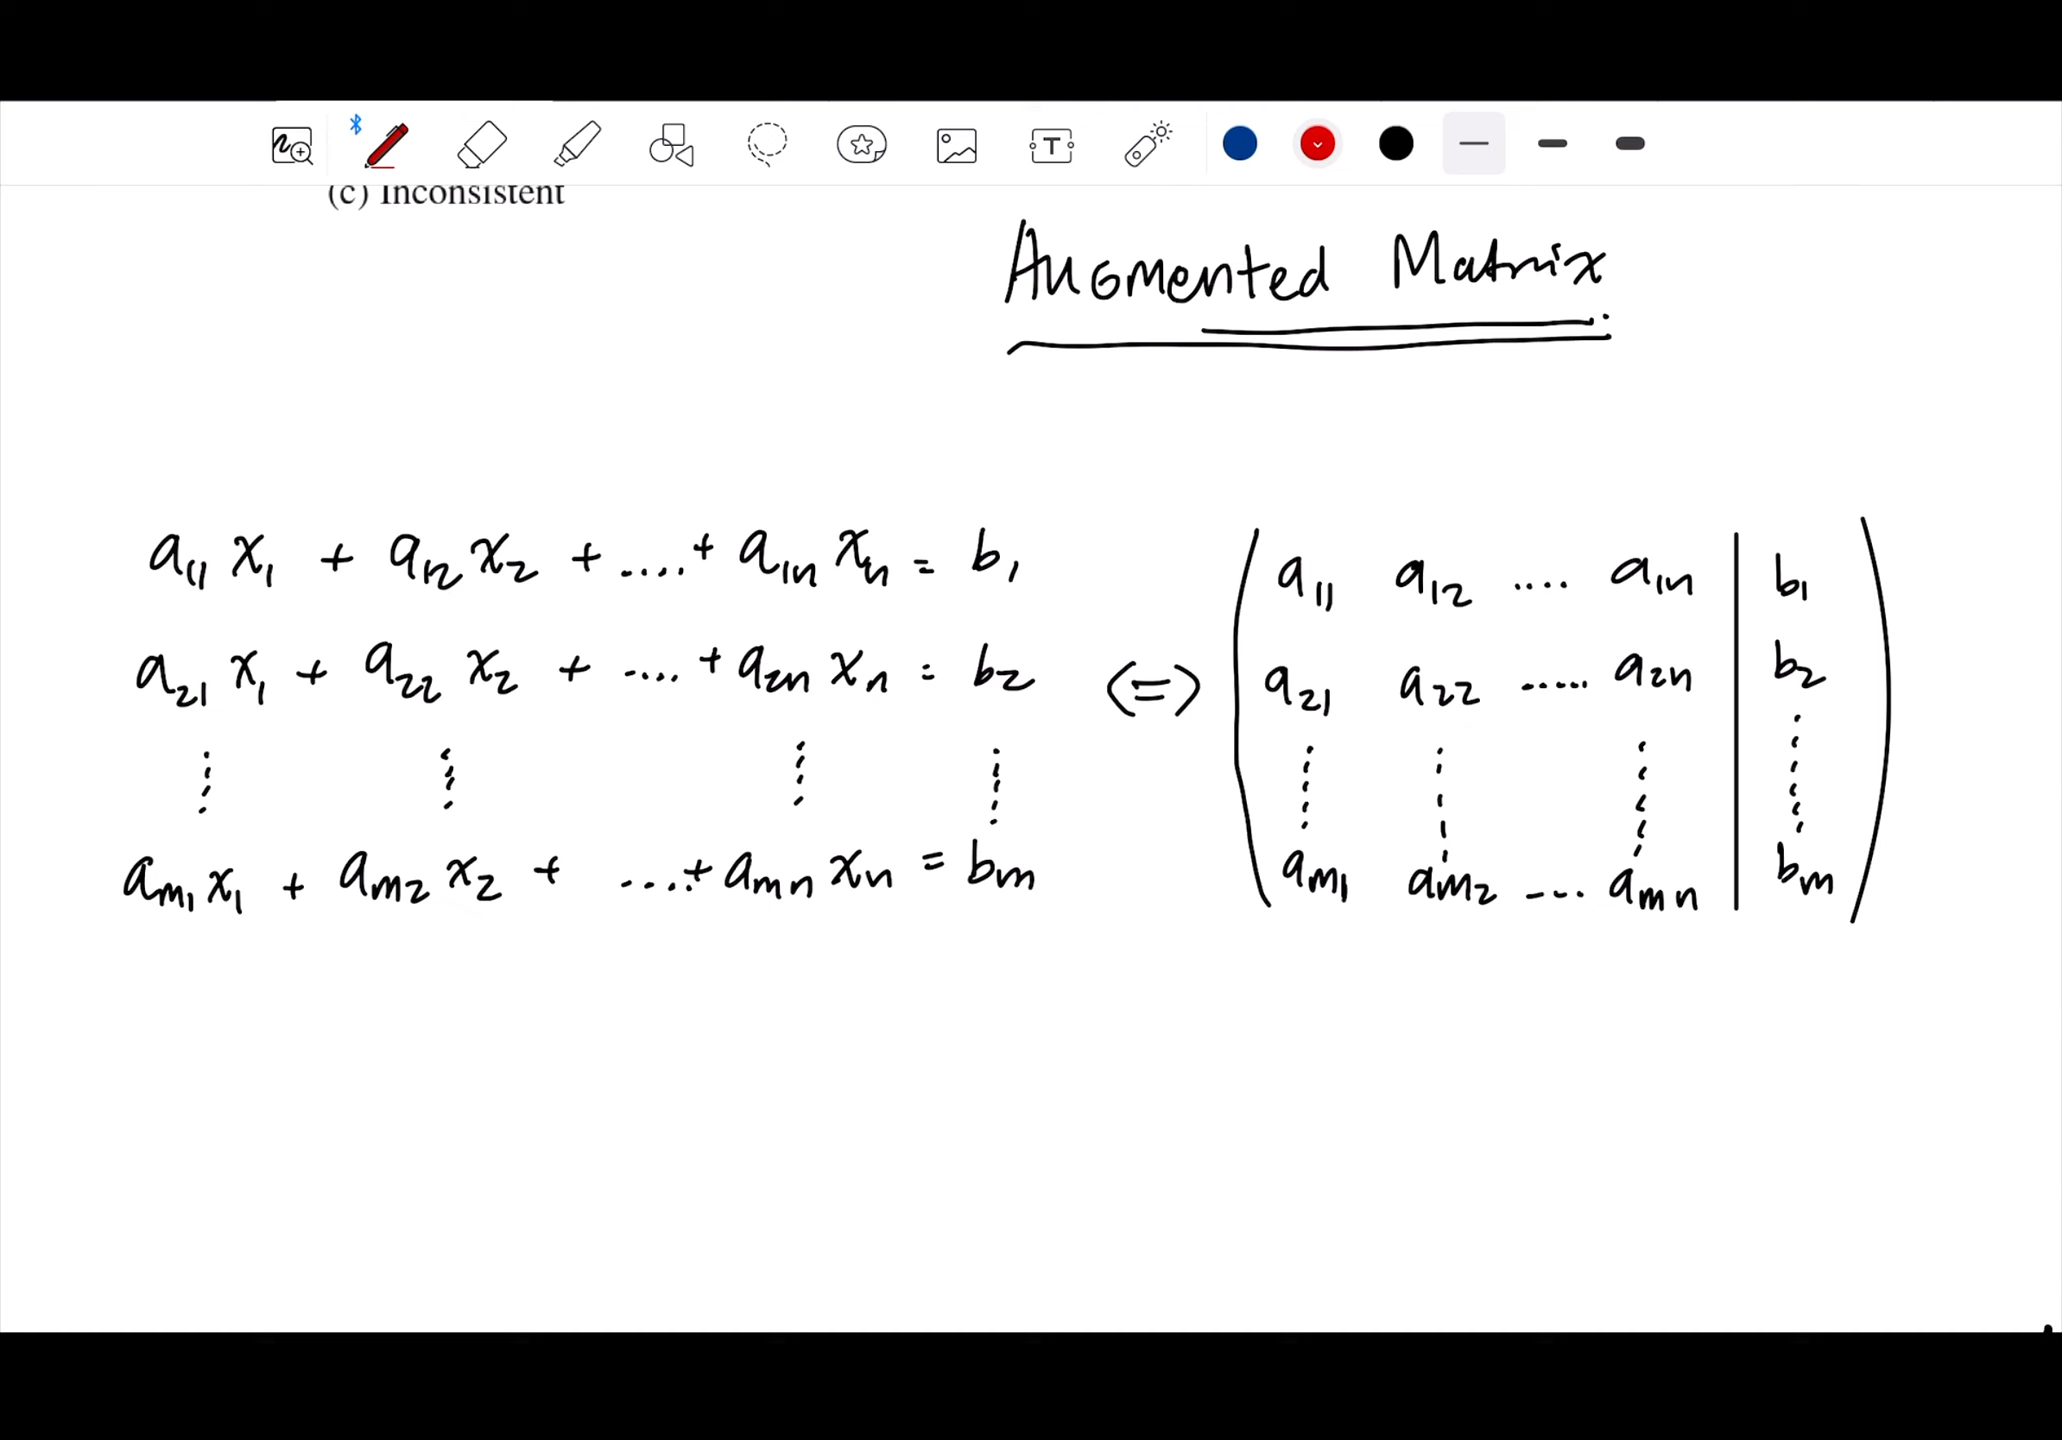 (c) Inconsistent
Augmented Matrix
a₁₁ x₁ + a₁₂ x₂ + ....+ a₁ₙ xₙ = b₁
a₂₁ x₁ + a₂₂ x₂ + ....+ a₂ₙ xₙ = b₂
aₘ₁ x₁ + aₘ₂ x₂ + ....+ aₘₙ xₙ = bₘ
<=>
a₁₁ a₁₂ .... a₁ₙ | b₁
a₂₁ a₂₂ ..... a₂ₙ | b₂
aₘ₁ aₘ₂ .... aₘₙ | bₘ